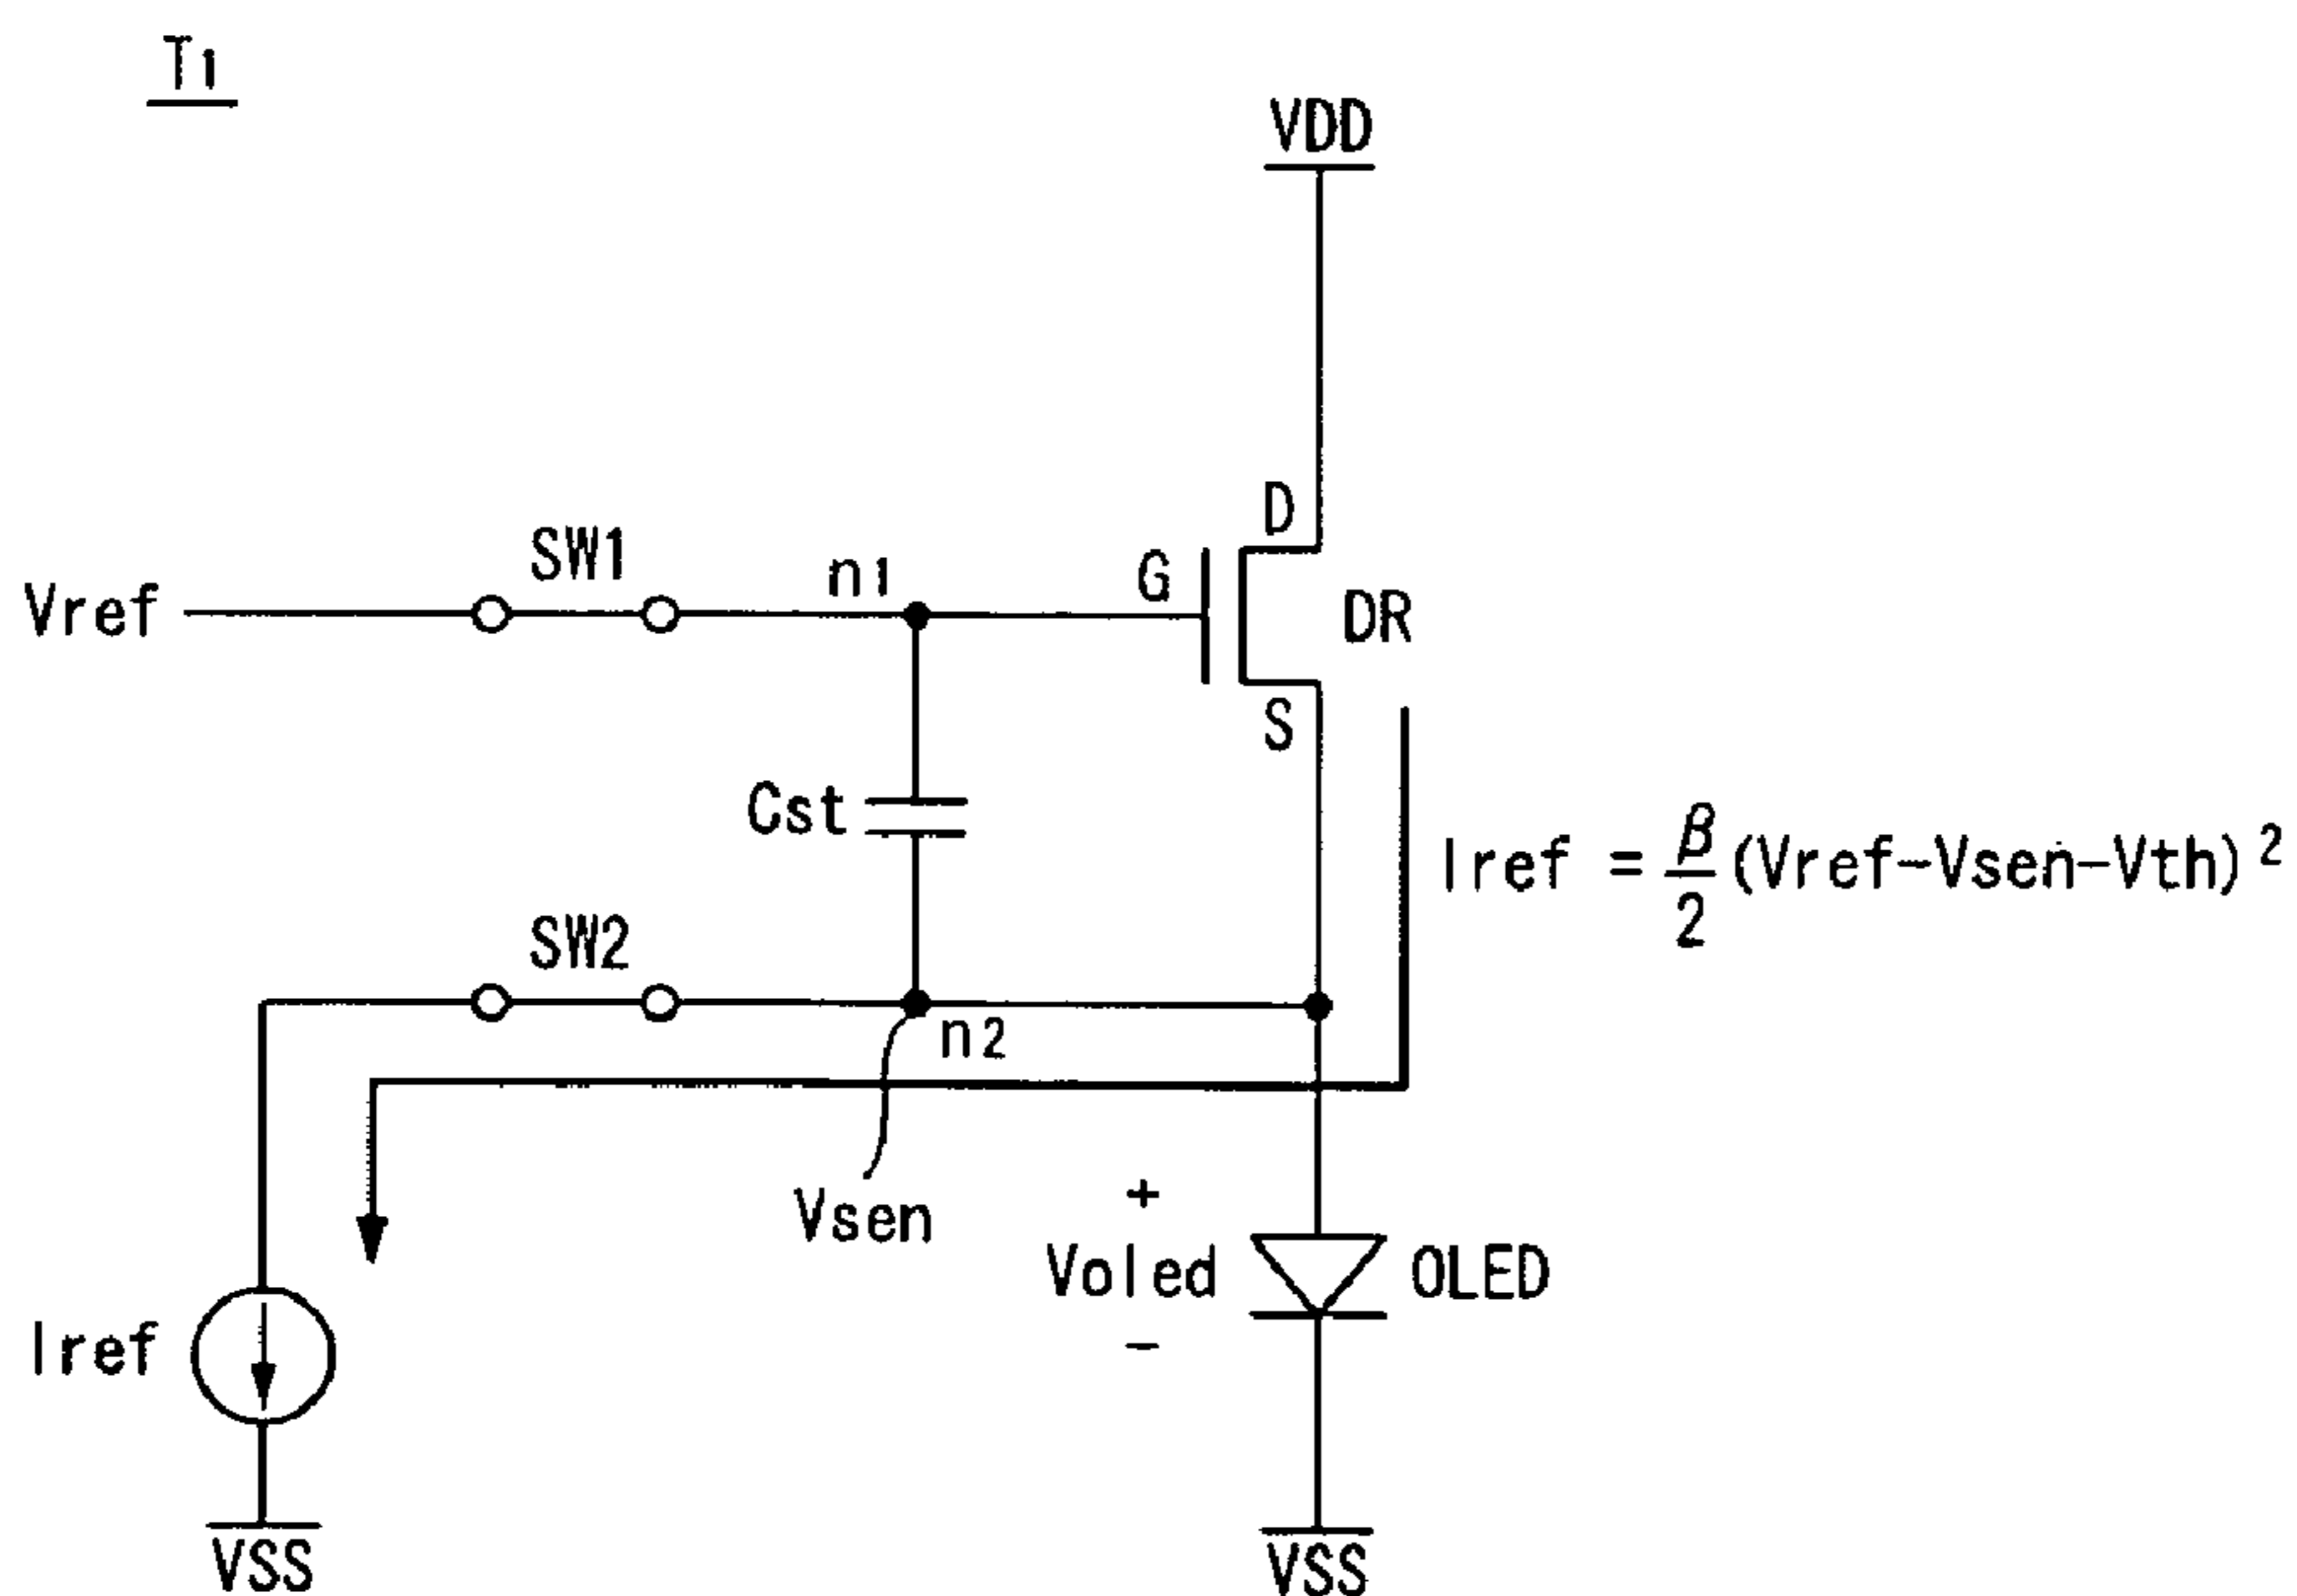 T1
VDD
D
SW1
n1
G
Vref
DR
S
Cst
Iref = β/2 (Vref-Vsen-Vth)²
SW2
n2
Vsen
+
Voled
OLED
-
Iref
VSS
VSS